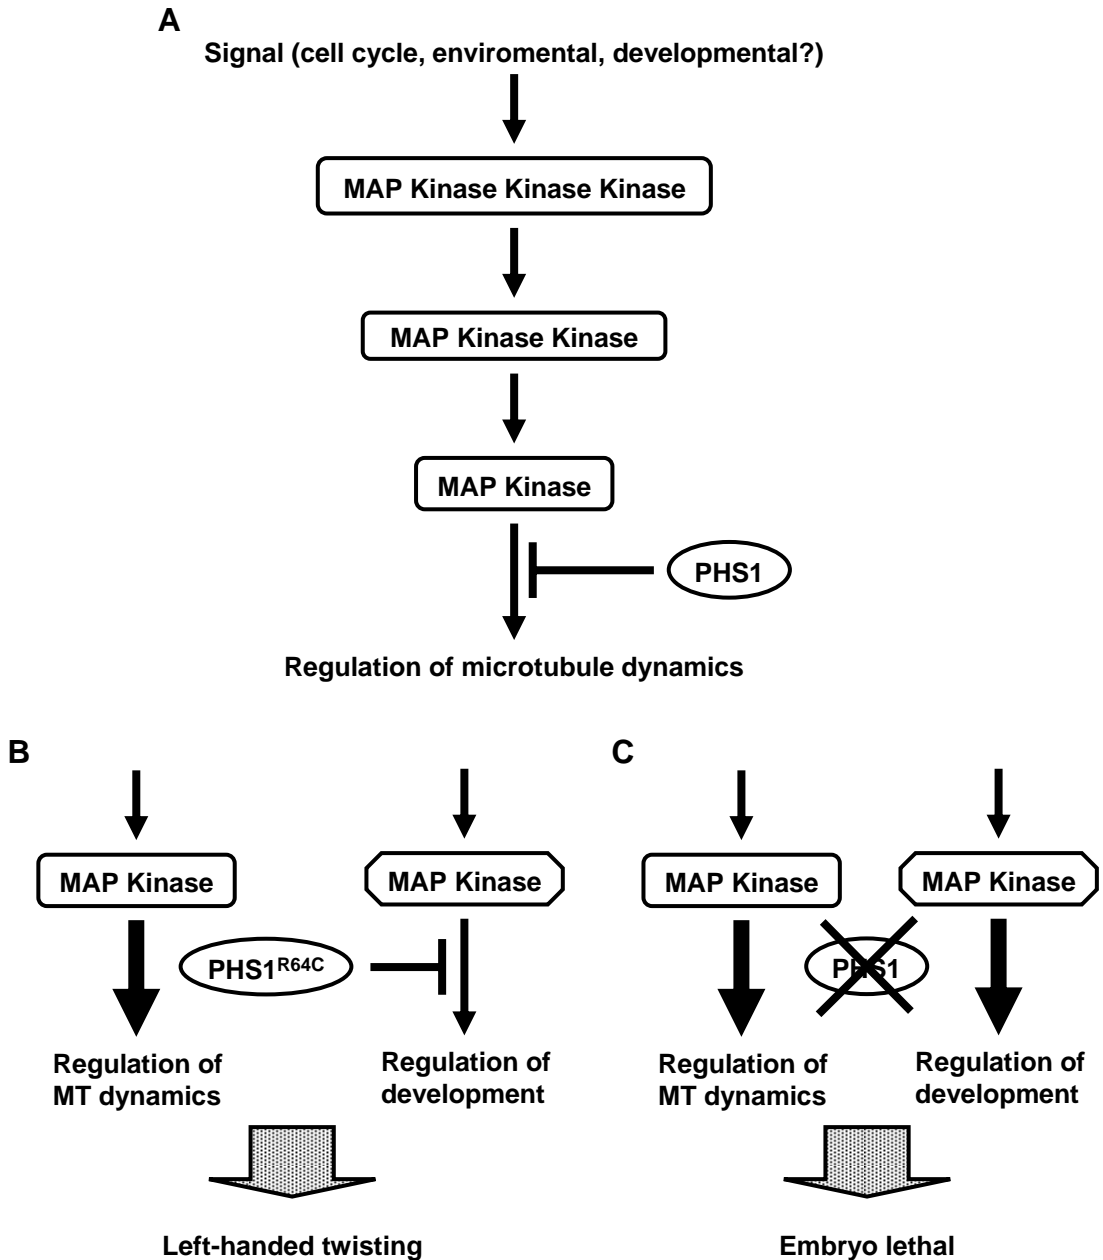 A
Signal (cell cycle, enviromental, developmental?)
MAP Kinase Kinase Kinase
MAP Kinase Kinase
MAP Kinase
PHS1
Regulation of microtubule dynamics
B
MAP Kinase
MAP Kinase
PHS1R64C
Regulation of
MT dynamics
Regulation of
development
Left-handed twisting
C
MAP Kinase
MAP Kinase
PHS1
Regulation of
MT dynamics
Regulation of
development
Embryo lethal